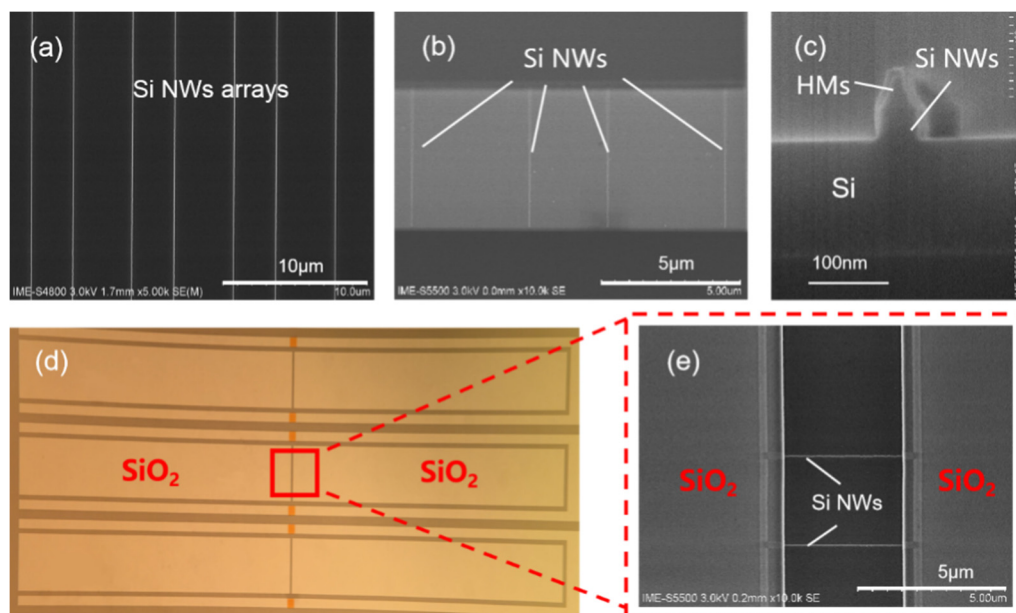 (a)
Si NWs arrays
10μm
IME-S4800 3.0kV 1.7mm x5.00k SE(M)
10.0um
(b)
Si NWs
5μm
IME-S5500 3.0kV 0.0mm x10.0k SE
5.00um
(c)
Si NWs
HMs
Si
100nm
(d)
SiO₂
SiO₂
(e)
SiO₂
SiO₂
Si NWs
5μm
IME-S5500 3.0kV 0.2mm x10.0k SE
5.00um